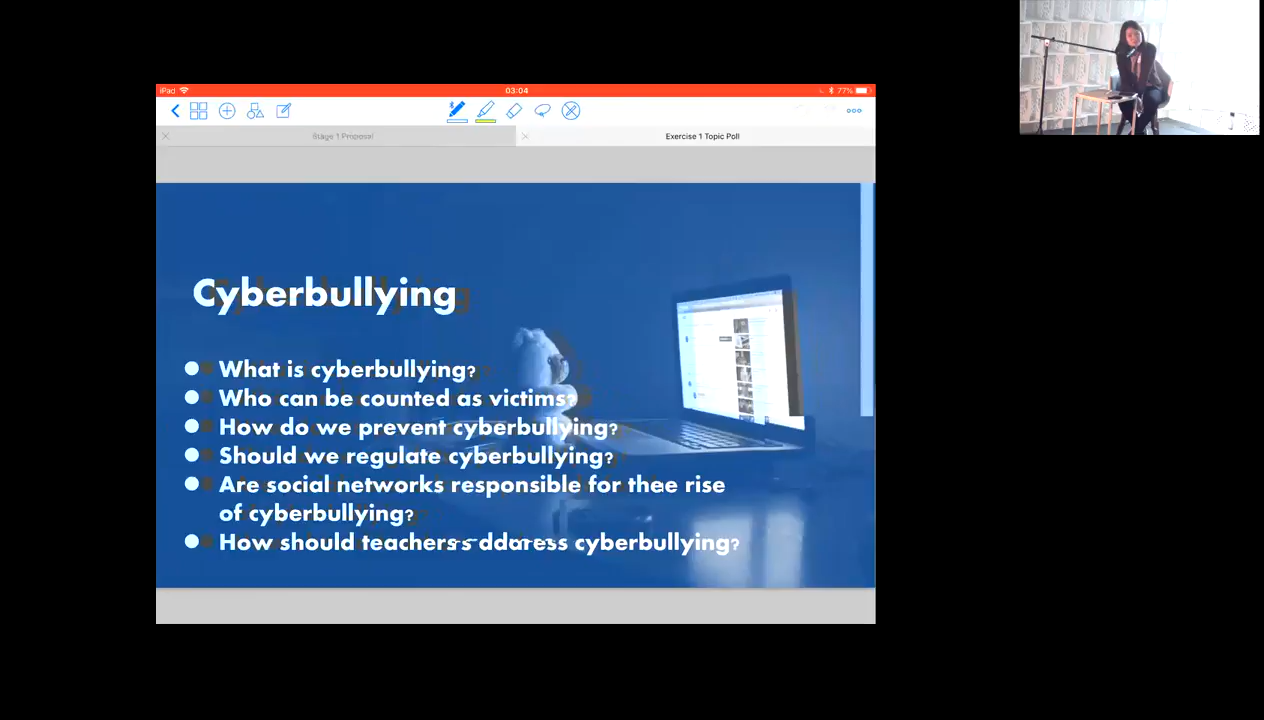 iPad
03:04
77%
Stage 1 Proposal
Exercise 1 Topic Poll
Cyberbullying
What is cyberbullying?
Who can be counted as victims?
How do we prevent cyberbullying?
Should we regulate cyberbullying?
Are social networks responsible for thee rise
of cyberbullying?
How should teachers cyberbullying?